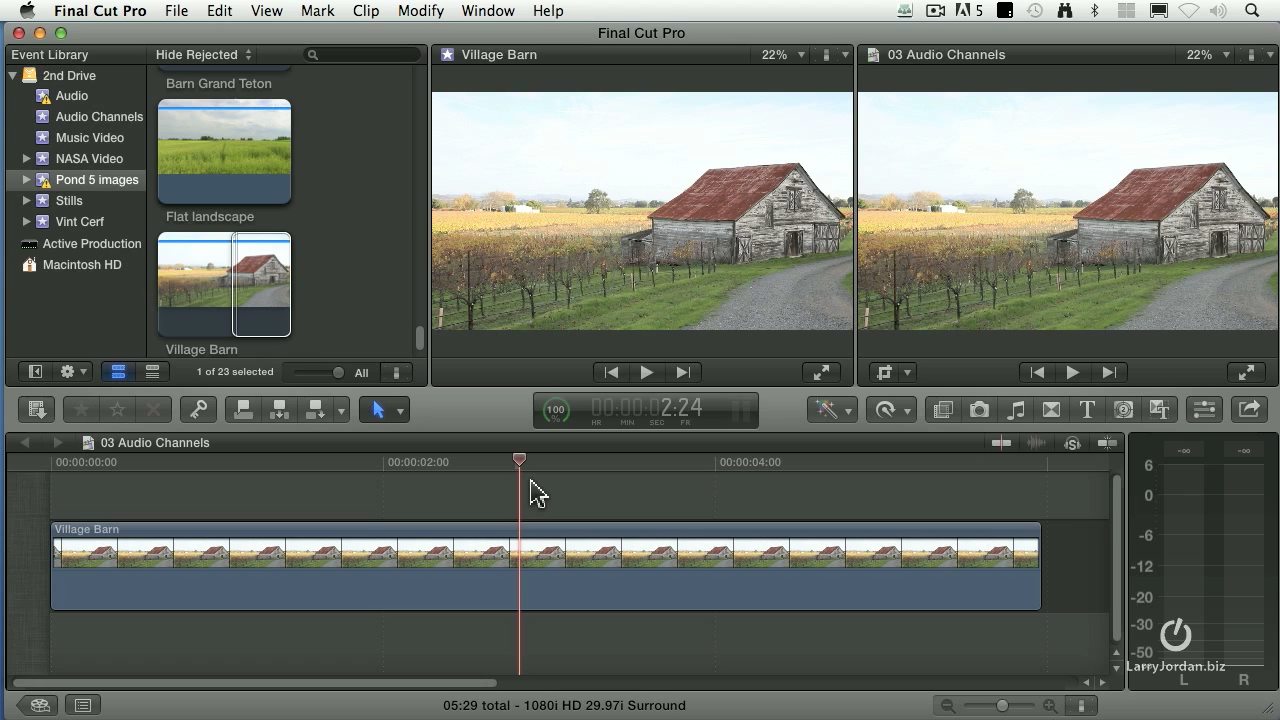 Final Cut Pro File Edit View Mark Clip Modify Window Help 5
Final Cut Pro
Event Library Hide Rejected
Village Barn 22%
03 Audio Channels 22%
2nd Drive
Audio
Audio Channels
Music Video
NASA Video
Pond 5 images
Stills
Vint Cerf
Active Production
Macintosh HD
Barn Grand Teton
Flat landscape
Village Barn
1 of 23 selected All
100
%
00:00:02:24
HR MIN SEC FR
03 Audio Channels
00:00:00:00 00:00:02:00 00:00:04:00
Village Barn
-∞ -∞
6
0
-6
-12
-20
-30
-50
LarryJordan.biz
L R
05:29 total - 1080i HD 29.97i Surround